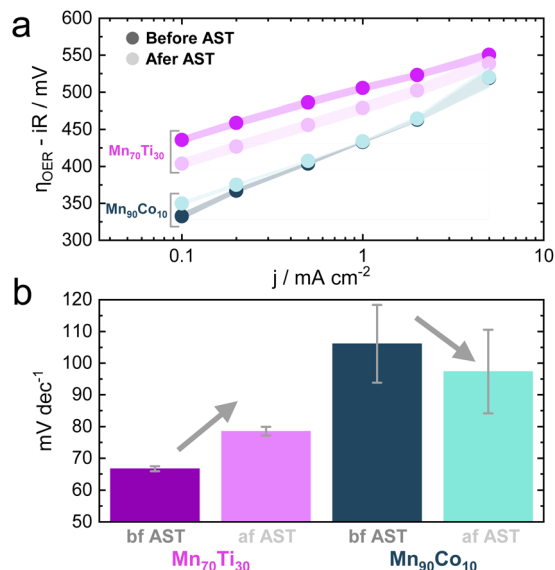 a
600
550
500
450
400
350
300
ηOER - iR / mV
Before AST
Afer AST
Mn70Ti30
Mn90Co10
0.1
1
10
j / mA cm-2
b
120
110
100
90
80
70
60
50
mV dec-1
bf AST
af AST
bf AST
af AST
Mn70Ti30
Mn90Co10